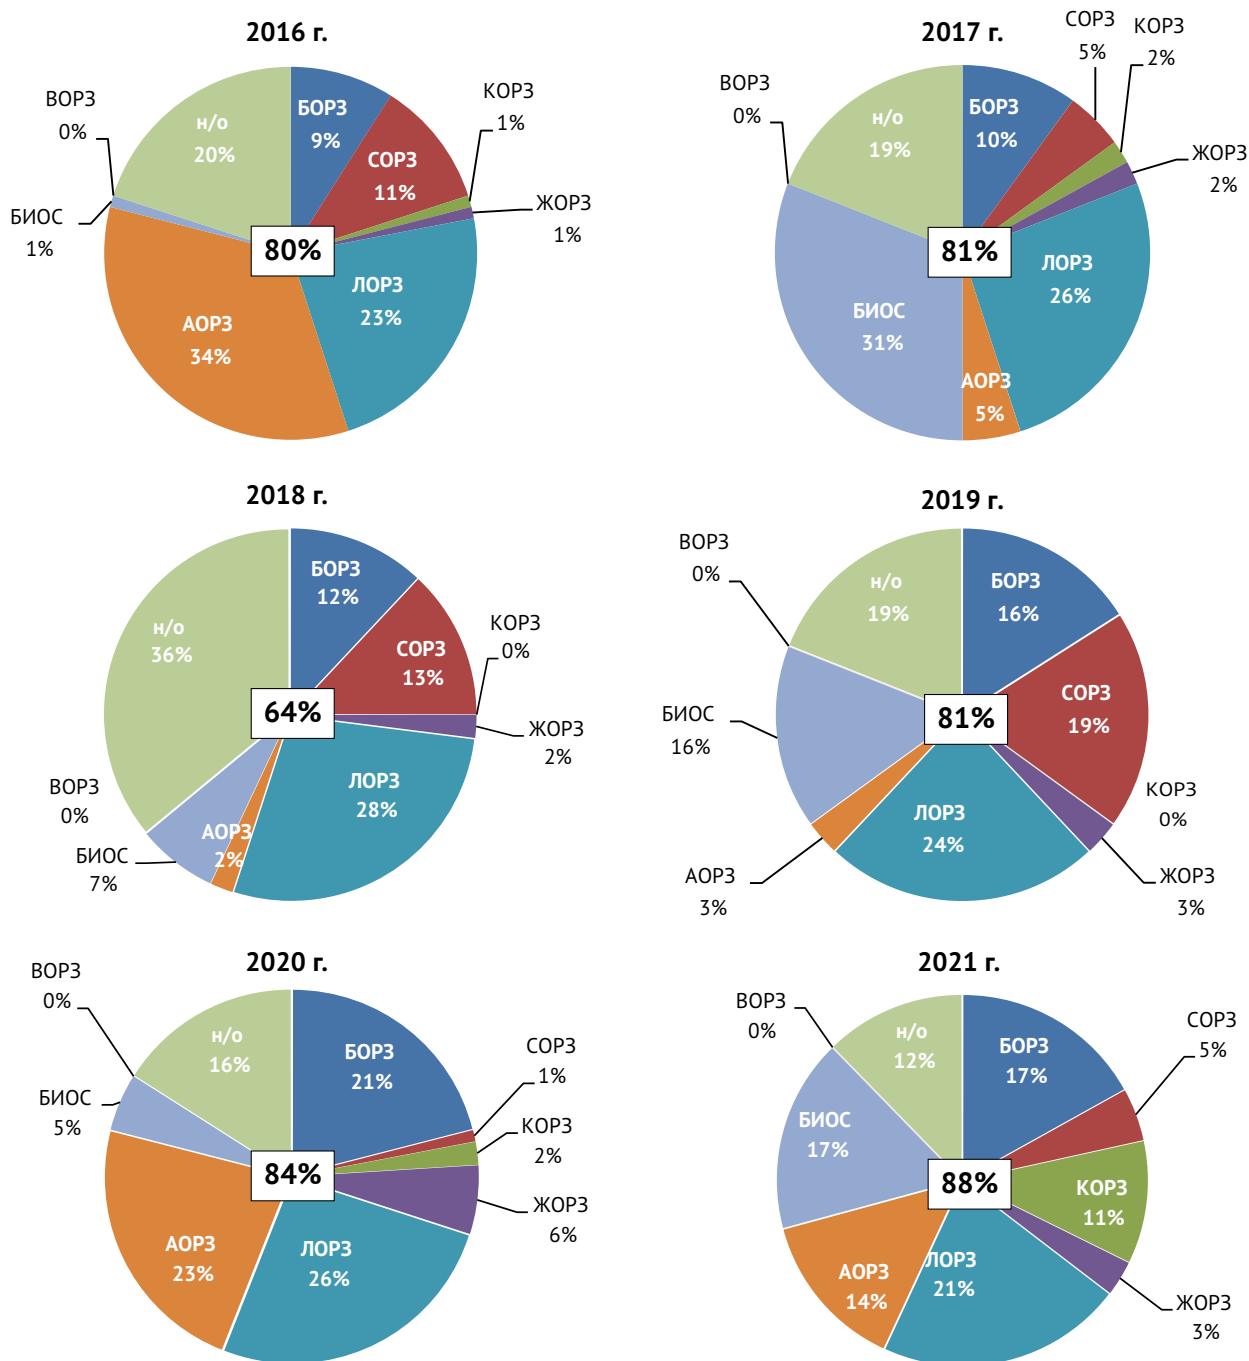 2016 г.
БОРЗ
9%
СОРЗ
11%
КОРЗ
1%
ЖОРЗ
1%
ЛОРЗ
23%
АОРЗ
34%
БИОС
1%
ВОРЗ
0%
н/о
20%
80%
2017 г.
БОРЗ
10%
СОРЗ
5%
КОРЗ
2%
ЖОРЗ
2%
ЛОРЗ
26%
АОРЗ
5%
БИОС
31%
ВОРЗ
0%
н/о
19%
81%
2018 г.
БОРЗ
12%
СОРЗ
13%
КОРЗ
0%
ЖОРЗ
2%
ЛОРЗ
28%
АОРЗ
2%
БИОС
7%
ВОРЗ
0%
н/о
36%
64%
2019 г.
БОРЗ
16%
СОРЗ
19%
КОРЗ
0%
ЖОРЗ
3%
ЛОРЗ
24%
АОРЗ
3%
БИОС
16%
ВОРЗ
0%
н/о
19%
81%
2020 г.
БОРЗ
21%
СОРЗ
1%
КОРЗ
2%
ЖОРЗ
6%
ЛОРЗ
26%
АОРЗ
23%
БИОС
5%
ВОРЗ
0%
н/о
16%
84%
2021 г.
БОРЗ
17%
СОРЗ
5%
КОРЗ
11%
ЖОРЗ
3%
ЛОРЗ
21%
АОРЗ
14%
БИОС
17%
ВОРЗ
0%
н/о
12%
88%